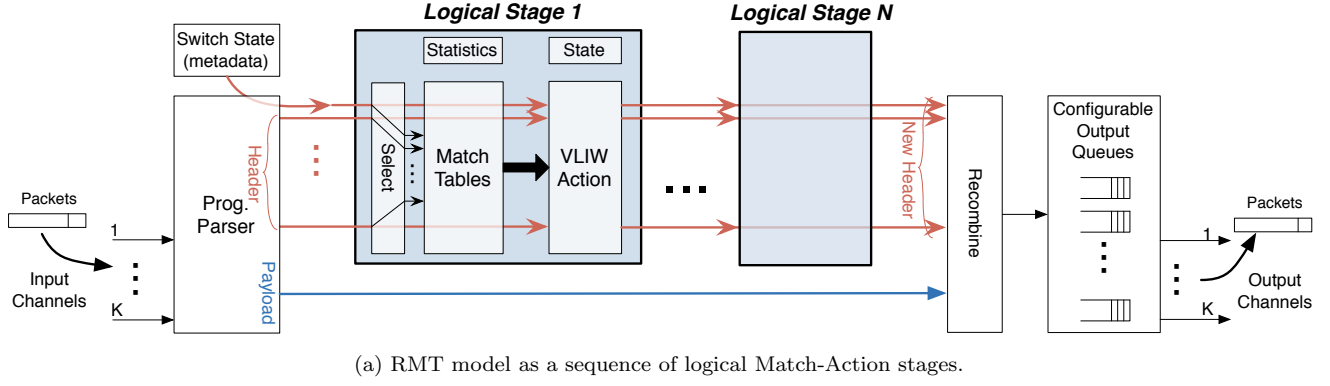 Logical Stage 1
Logical Stage N
Switch State
(metadata)
Statistics
State
Configurable
Output
Queues
Header
Select
Match
Tables
VLIW
Action
New Header
Recombine
Packets
Prog.
Parser
Packets
1
1
Input
Channels
K
Payload
Output
Channels
K
(a) RMT model as a sequence of logical Match-Action stages.